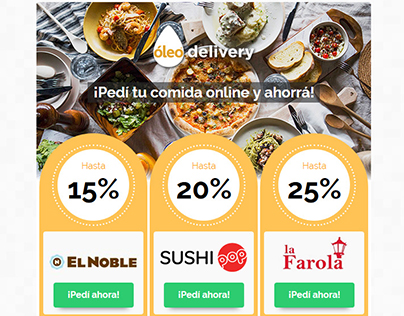 óleo delivery
¡Pedí tu comida online y ahorrá!
Hasta
15%
Hasta
20%
Hasta
25%
EL NOBLE
SUSHI POP
la Farola
¡Pedí ahora!
¡Pedí ahora!
¡Pedí ahora!